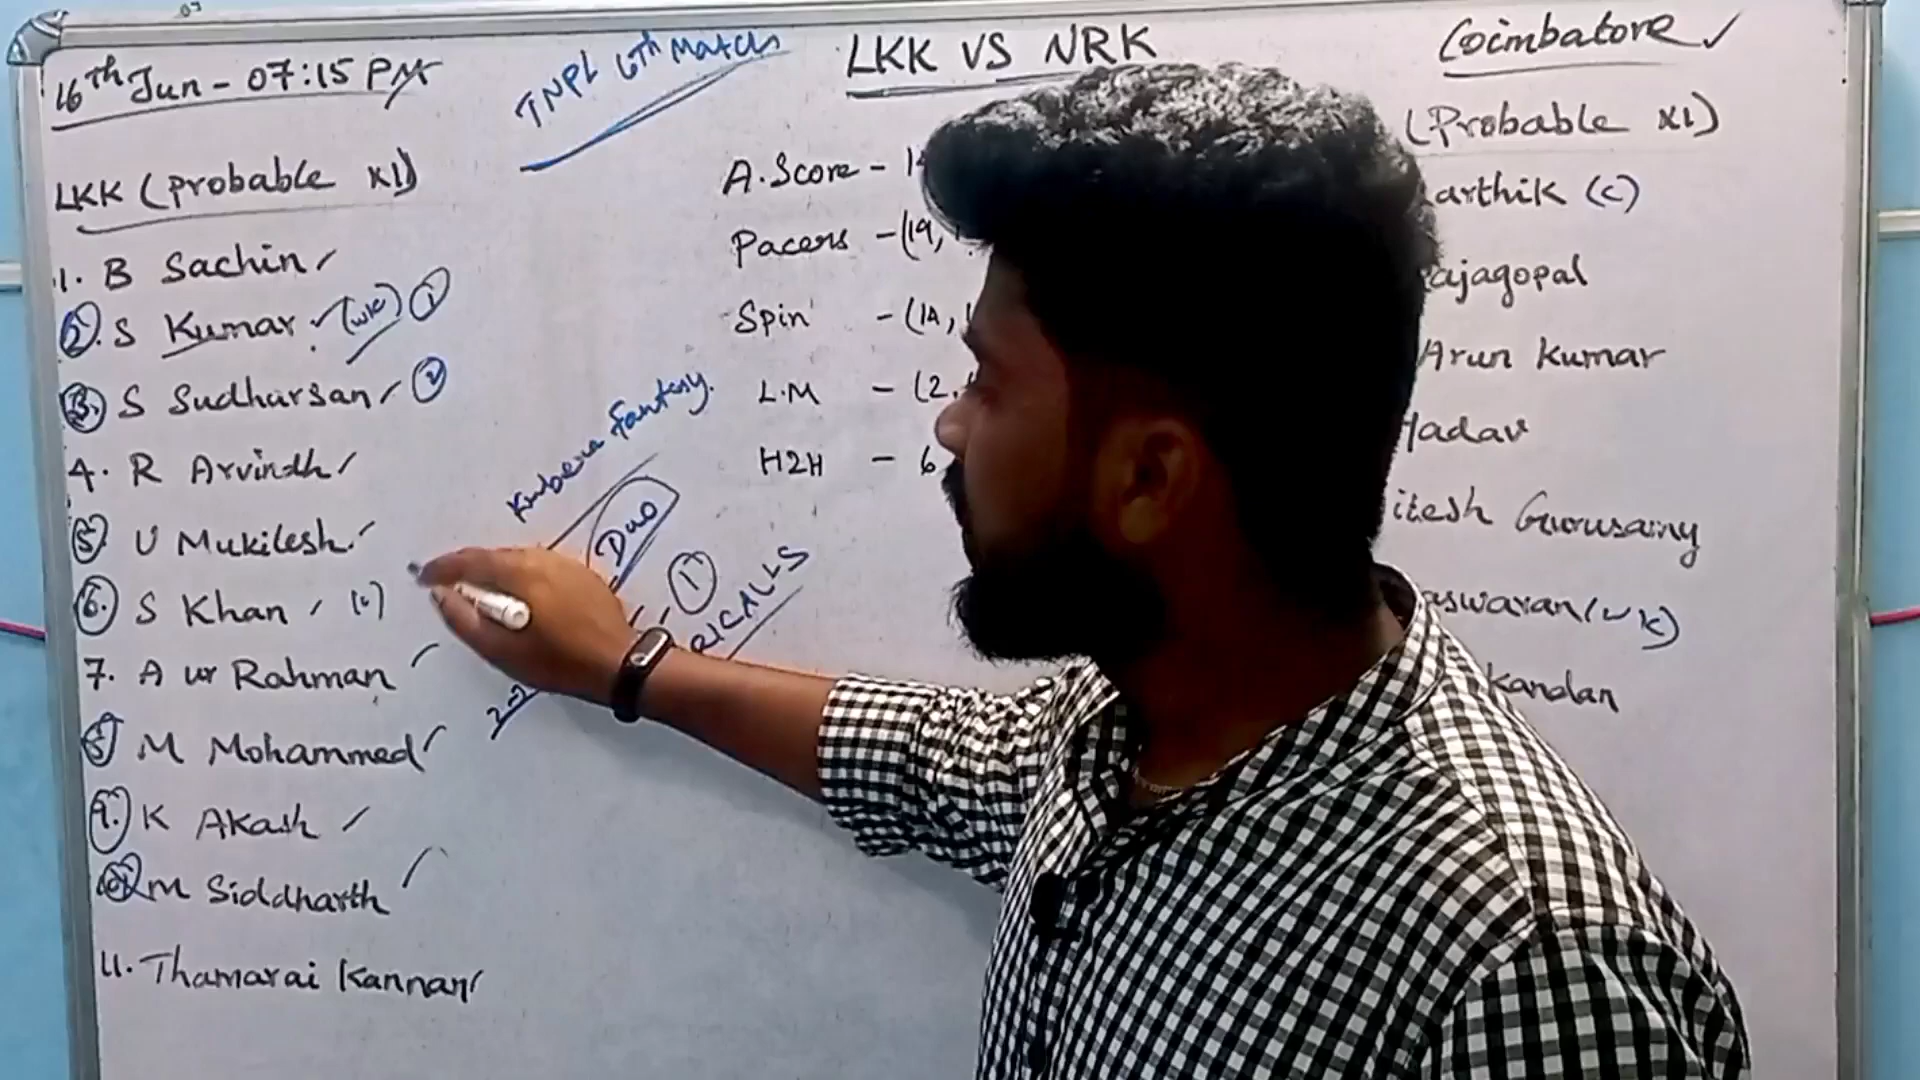 16th Jun - 07:15 PM
TNPL 6th Match
LKK VS NRK
Coimbatore ✓
LKK (Probable XI)
1. B Sachin
2. S Kumar (WK) 1
3. S Sudharsan 2
4. R Arvindh
5. U Mukilesh
6. S Khan (c)
7. A ur Rahman
8. M Mohammed
9. K Akash
10. M Siddharth
11. Thamarai Kannan
A.Score - 1
Pacers - (19,
Spin - (14,
L.M - (2.
H2H - 6
Kubera Fantasy.
Duo
1
RICALLS
(Probable XI)
arthik (c)
ajagopal
Arun Kumar
Yadav
itesh Gurusamy
aswaran (WK)
kandan